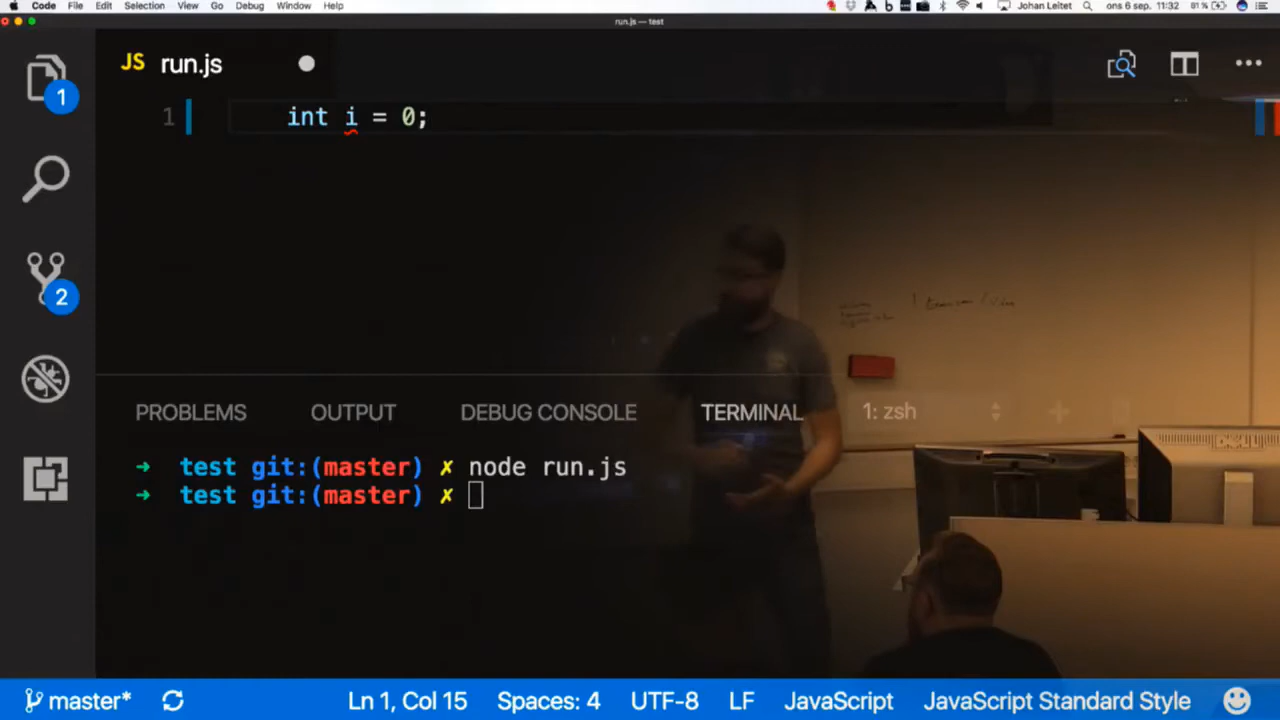 Code File Edit Selection View Go Debug Window Help Johan Leitet ons 6 sep. 11:32 81 %
run.js — test
JS run.js
1
1 int i = 0;
2
PROBLEMS OUTPUT DEBUG CONSOLE TERMINAL 1: zsh
➜ test git:(master) ✗ node run.js
➜ test git:(master) ✗
DELL
master* Ln 1, Col 15 Spaces: 4 UTF-8 LF JavaScript JavaScript Standard Style